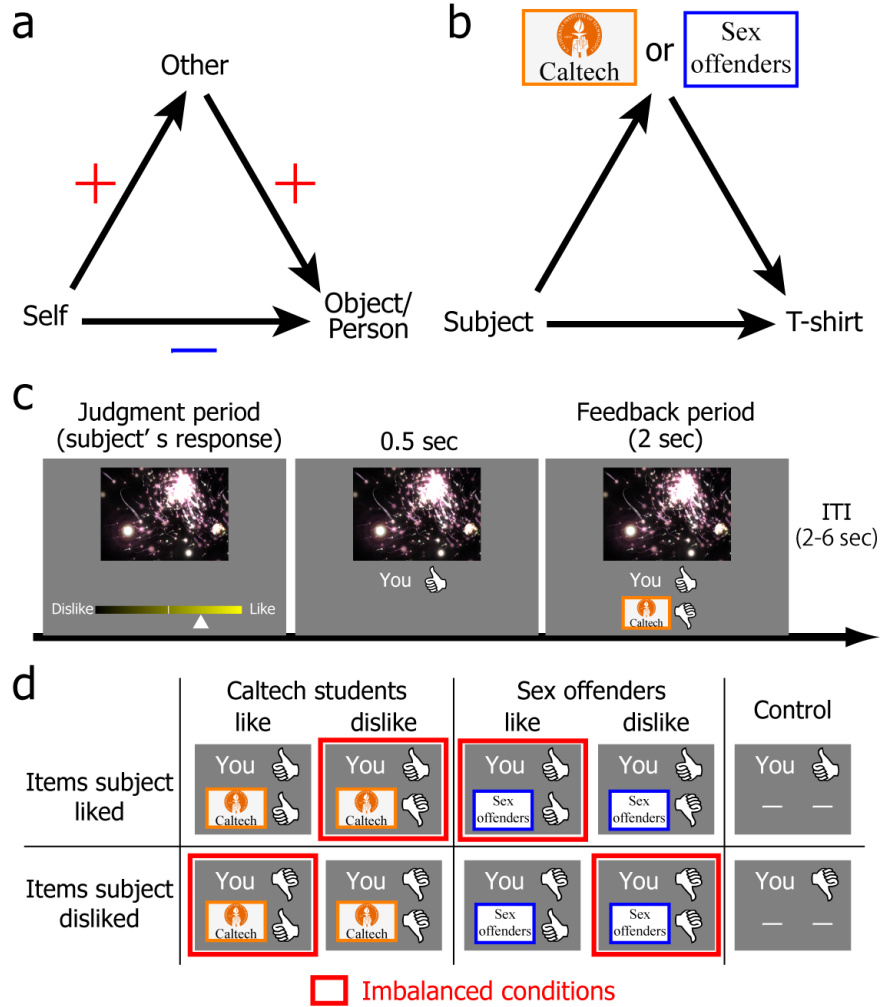 a
Other
+
+
Self
Object/
Person
−
b
Caltech
or
Sex
offenders
Subject
T-shirt
c
Judgment period
(subject' s response)
0.5 sec
Feedback period
(2 sec)
Dislike
Like
You
You
Caltech
ITI
(2-6 sec)
d
Caltech students
Sex offenders
Control
like
dislike
like
dislike
Items subject
liked
You
You
You
You
You
Caltech
Caltech
Sex
offenders
Sex
offenders
— —
Items subject
disliked
You
You
You
You
You
Caltech
Caltech
Sex
offenders
Sex
offenders
— —
Imbalanced conditions